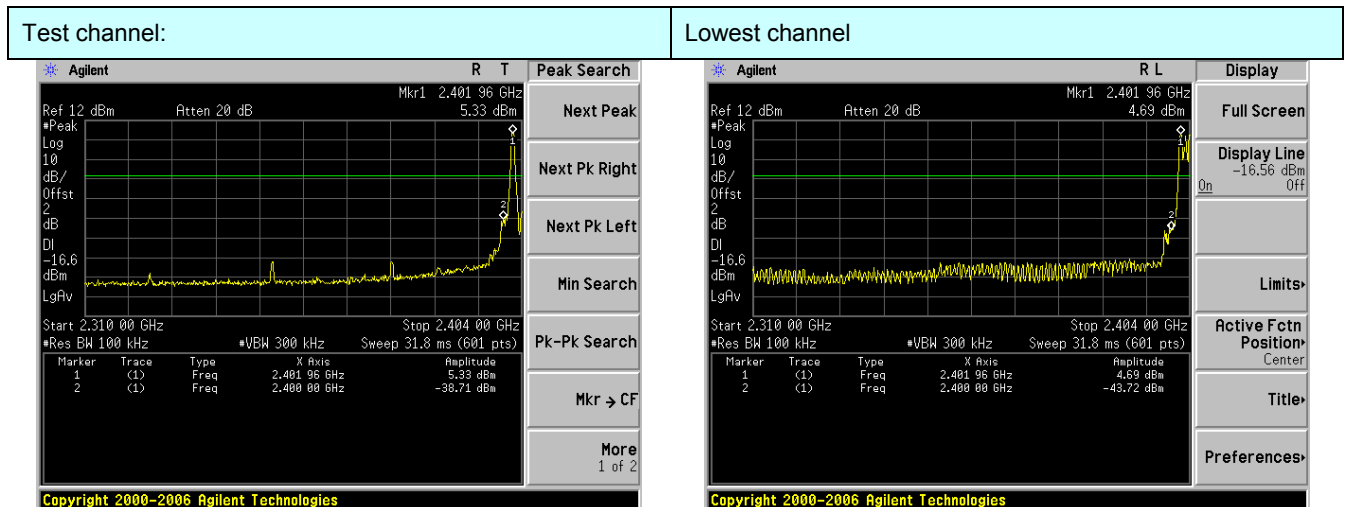 Test channel:
Lowest channel
Agilent
R T
Peak Search
Mkr1 2.401 96 GHz
Ref 12 dBm
Atten 20 dB
5.33 dBm
#Peak
Log
10
dB/
Offst
2
dB
DI
-16.6
dBm
LgAv
1
2
Start 2.310 00 GHz
Stop 2.404 00 GHz
#Res BW 100 kHz
#VBW 300 kHz
Sweep 31.8 ms (601 pts)
Marker Trace Type X Axis Amplitude
1 (1) Freq 2.401 96 GHz 5.33 dBm
2 (1) Freq 2.400 00 GHz -38.71 dBm
Next Peak
Next Pk Right
Next Pk Left
Min Search
Pk-Pk Search
Mkr → CF
More
1 of 2
Copyright 2000-2006 Agilent Technologies
Agilent
R L
Display
Mkr1 2.401 96 GHz
Ref 12 dBm
Atten 20 dB
4.69 dBm
#Peak
Log
10
dB/
Offst
2
dB
DI
-16.6
dBm
LgAv
1
2
Start 2.310 00 GHz
Stop 2.404 00 GHz
#Res BW 100 kHz
#VBW 300 kHz
Sweep 31.8 ms (601 pts)
Marker Trace Type X Axis Amplitude
1 (1) Freq 2.401 96 GHz 4.69 dBm
2 (1) Freq 2.400 00 GHz -43.72 dBm
Full Screen
Display Line
-16.56 dBm
On Off
Limits
Active Fctn
Position
Center
Title
Preferences
Copyright 2000-2006 Agilent Technologies